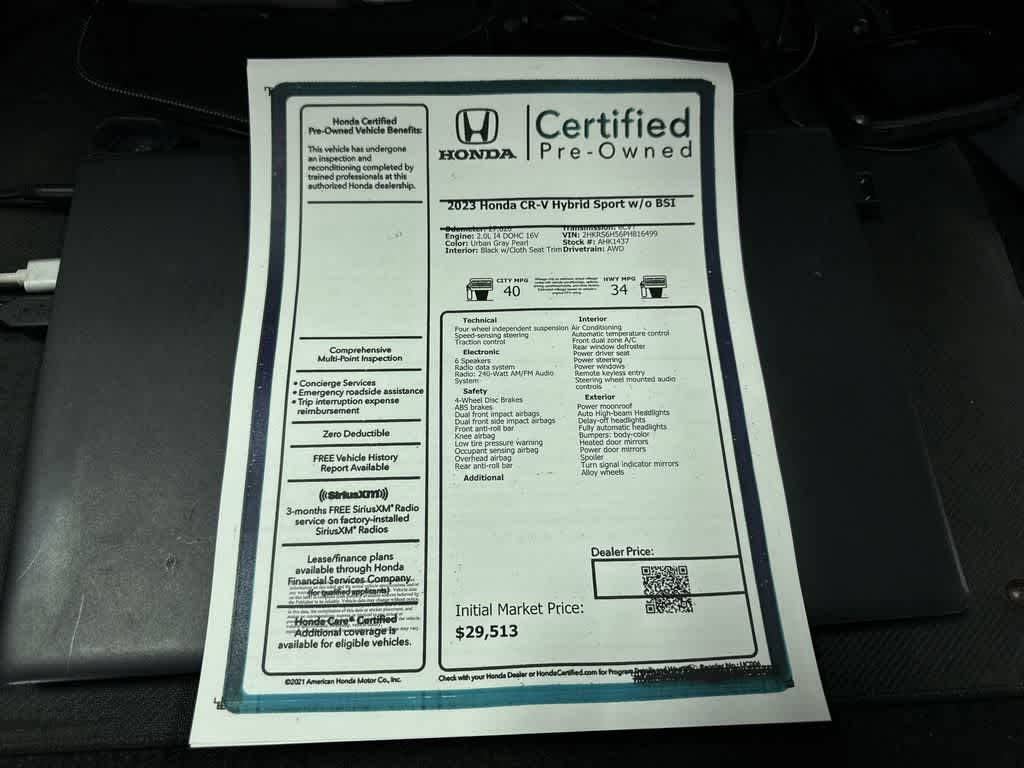 Honda Certified
Pre-Owned Vehicle Benefits:
This vehicle has undergone
an inspection and
reconditioning completed by
trained professionals at this
authorized Honda dealership.
Comprehensive
Multi-Point Inspection
• Concierge Services
• Emergency roadside assistance
• Trip interruption expense
reimbursement
Zero Deductible
FREE Vehicle History
Report Available
((SiriusXM))
3-months FREE SiriusXM® Radio
service on factory-installed
SiriusXM® Radios
Lease/finance plans
available through Honda
Financial Services Company.
(for qualified applicants)
Honda Care® Certified
Additional coverage is
available for eligible vehicles.
©2021 American Honda Motor Co., Inc.
HONDA
Certified
Pre-Owned
2023 Honda CR-V Hybrid Sport w/o BSI
Odometer: Transmission: eCVT
Engine: 2.0L I4 DOHC 16V VIN: 2HKRS6H56PH816499
Color: Urban Gray Pearl Stock #: AHK1437
Interior: Black w/Cloth Seat Trim Drivetrain: AWD
CITY MPG
40
HWY MPG
34
Technical
Four wheel independent suspension
Speed-sensing steering
Traction control
Electronic
6 Speakers
Radio data system
Radio: 240-Watt AM/FM Audio
System
Safety
4-Wheel Disc Brakes
ABS brakes
Dual front impact airbags
Dual front side impact airbags
Front anti-roll bar
Knee airbag
Low tire pressure warning
Occupant sensing airbag
Overhead airbag
Rear anti-roll bar
Additional
Interior
Air Conditioning
Automatic temperature control
Front dual zone A/C
Rear window defroster
Power driver seat
Power steering
Power windows
Remote keyless entry
Steering wheel mounted audio
controls
Exterior
Power moonroof
Auto High-beam Headlights
Delay-off headlights
Fully automatic headlights
Bumpers: body-color
Heated door mirrors
Power door mirrors
Spoiler
Turn signal indicator mirrors
Alloy wheels
Dealer Price:
Initial Market Price:
$29,513
Check with your Honda Dealer or HondaCertified.com for Program Details and Reorder No.: